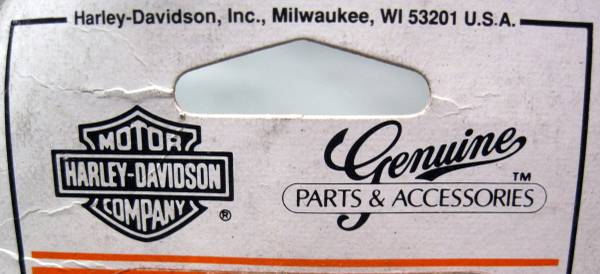 Harley-Davidson, Inc., Milwaukee, WI 53201 U.S.A.
MOTOR
HARLEY-DAVIDSON
COMPANY ®
Genuine
PARTS & ACCESSORIES ™